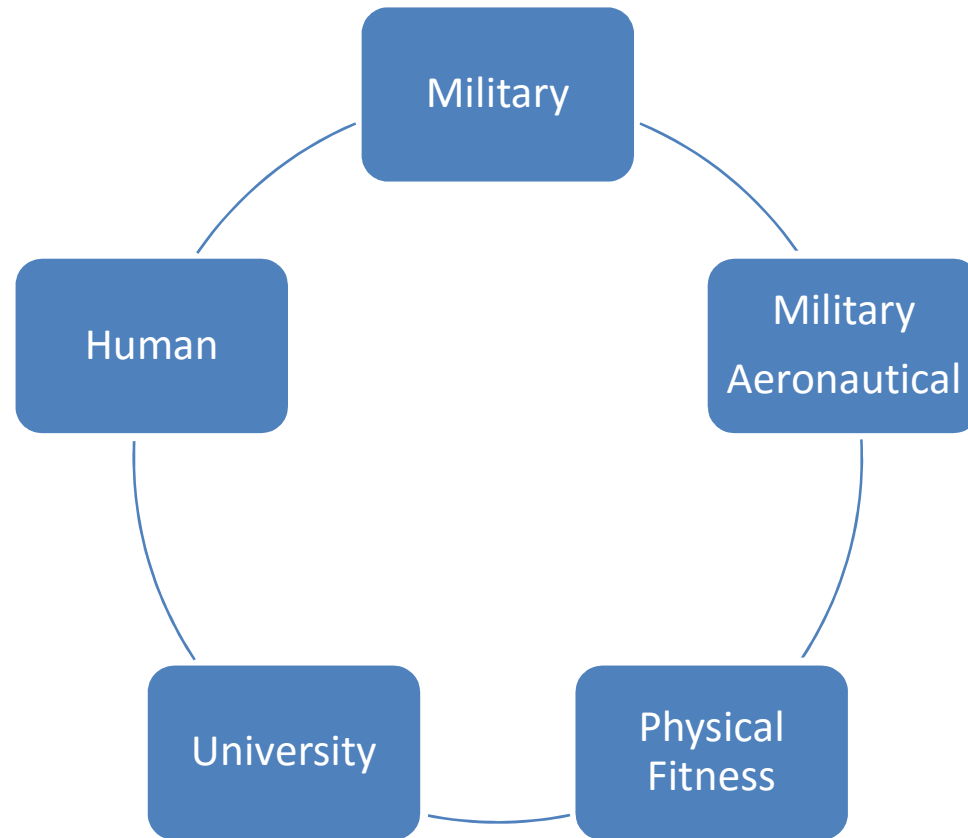 Military
Military
Aeronautical
Human
Physical
Fitness
University